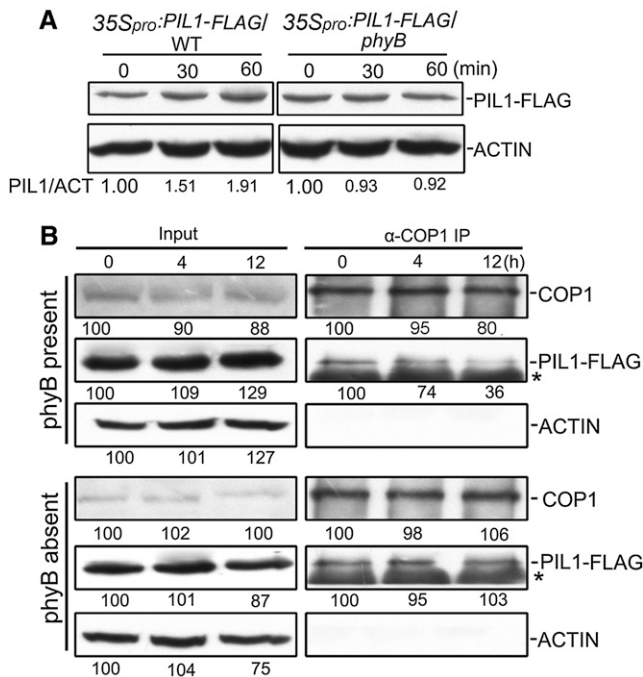 A
35Spro:PIL1-FLAG/ 35Spro:PIL1-FLAG/
WT phyB
0 30 60 0 30 60 (min)
-PIL1-FLAG
-ACTIN
PIL1/ACT 1.00 1.51 1.91 1.00 0.93 0.92
B
Input α-COP1 IP
0 4 12 0 4 12(h)
phyB present
-COP1
100 90 88 100 95 80
-PIL1-FLAG
*
100 109 129 100 74 36
-ACTIN
100 101 127
phyB absent
-COP1
100 102 100 100 98 106
-PIL1-FLAG
*
100 101 87 100 95 103
-ACTIN
100 104 75